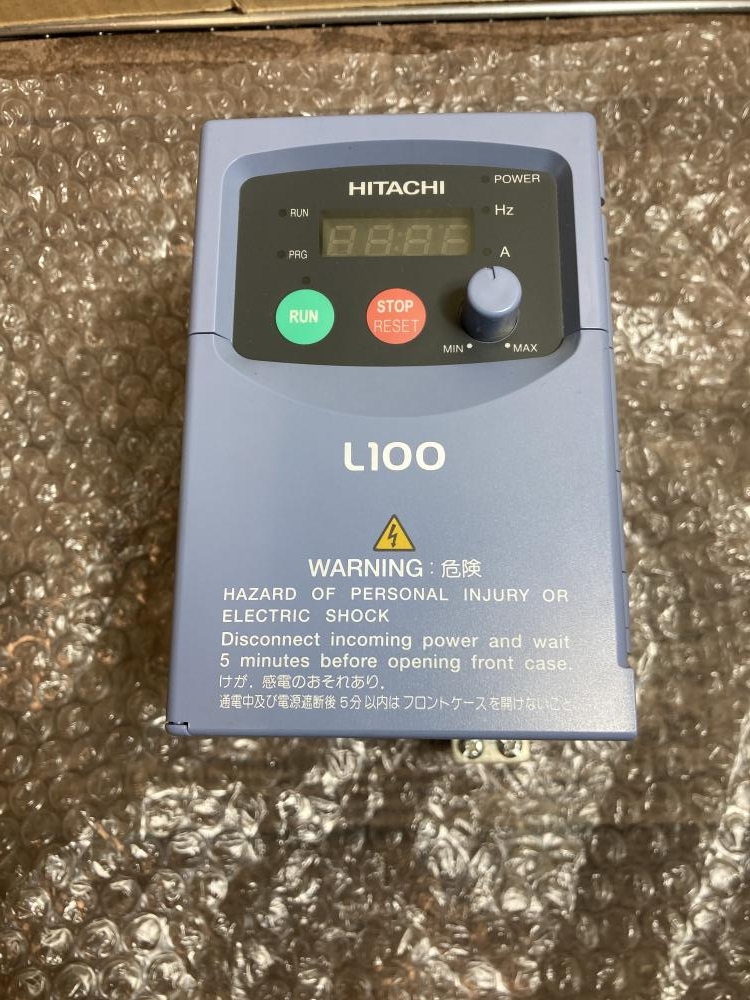 HITACHI
POWER
RUN
Hz
PRG
A
RUN
STOP
RESET
MIN
MAX
L100
WARNING : 危険
HAZARD OF PERSONAL INJURY OR
ELECTRIC SHOCK
Disconnect incoming power and wait
5 minutes before opening front case.
けが. 感電のおそれあり.
通電中及び電源遮断後5分以内はフロントケースを開けないこと.